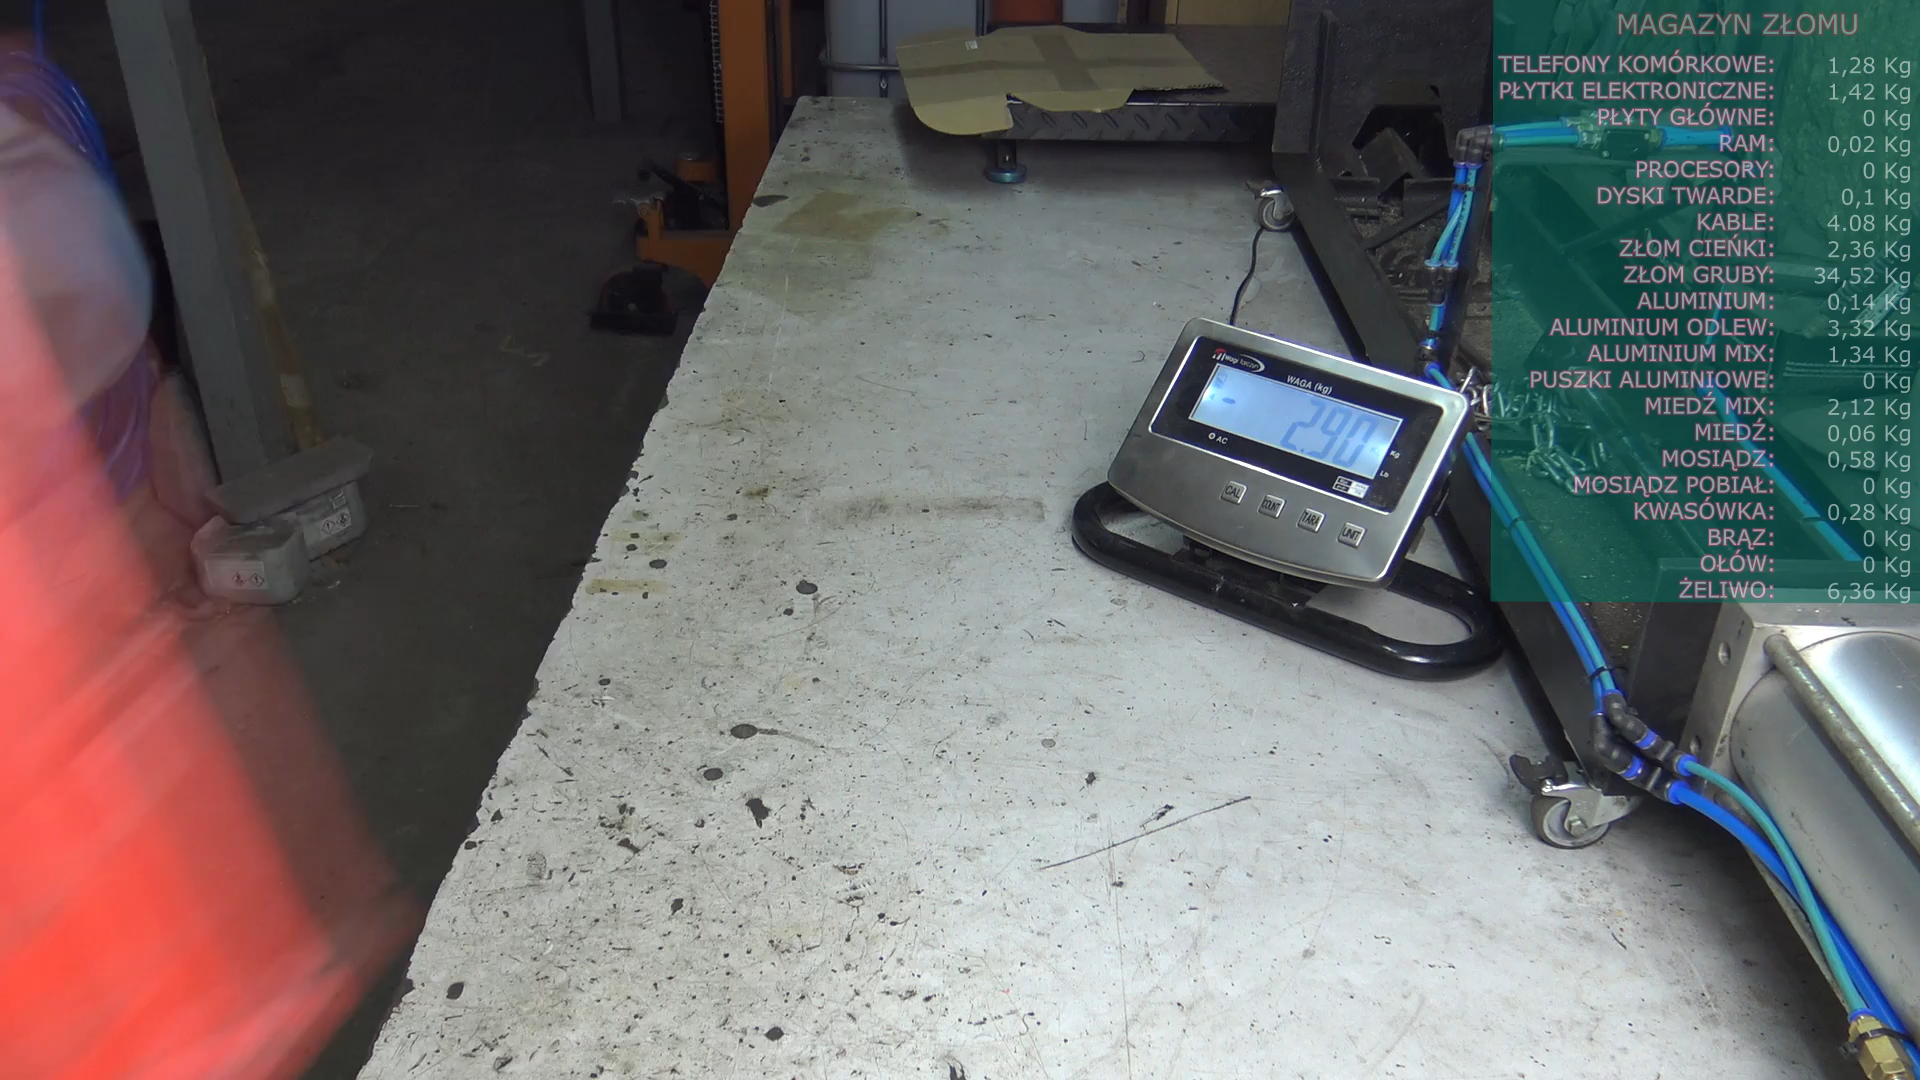 MAGAZYN ZŁOMU
TELEFONY KOMÓRKOWE: 1,28 Kg
PŁYTKI ELEKTRONICZNE: 1,42 Kg
PŁYTY GŁÓWNE: 0 Kg
RAM: 0,02 Kg
PROCESORY: 0 Kg
DYSKI TWARDE: 0,1 Kg
KABLE: 4.08 Kg
ZŁOM CIEŃKI: 2,36 Kg
ZŁOM GRUBY: 34,52 Kg
ALUMINIUM: 0,14 Kg
ALUMINIUM ODLEW: 3,32 Kg
ALUMINIUM MIX: 1,34 Kg
PUSZKI ALUMINIOWE: 0 Kg
MIEDŹ MIX: 2,12 Kg
MIEDŹ: 0,06 Kg
MOSIĄDZ: 0,58 Kg
MOSIĄDZ POBIAŁ: 0 Kg
KWASÓWKA: 0,28 Kg
BRĄZ: 0 Kg
OŁÓW: 0 Kg
ŻELIWO: 6,36 Kg
WAGA (kg)
- 2.90
Kg
Lb
AC
CAL COUNT TARA UNIT